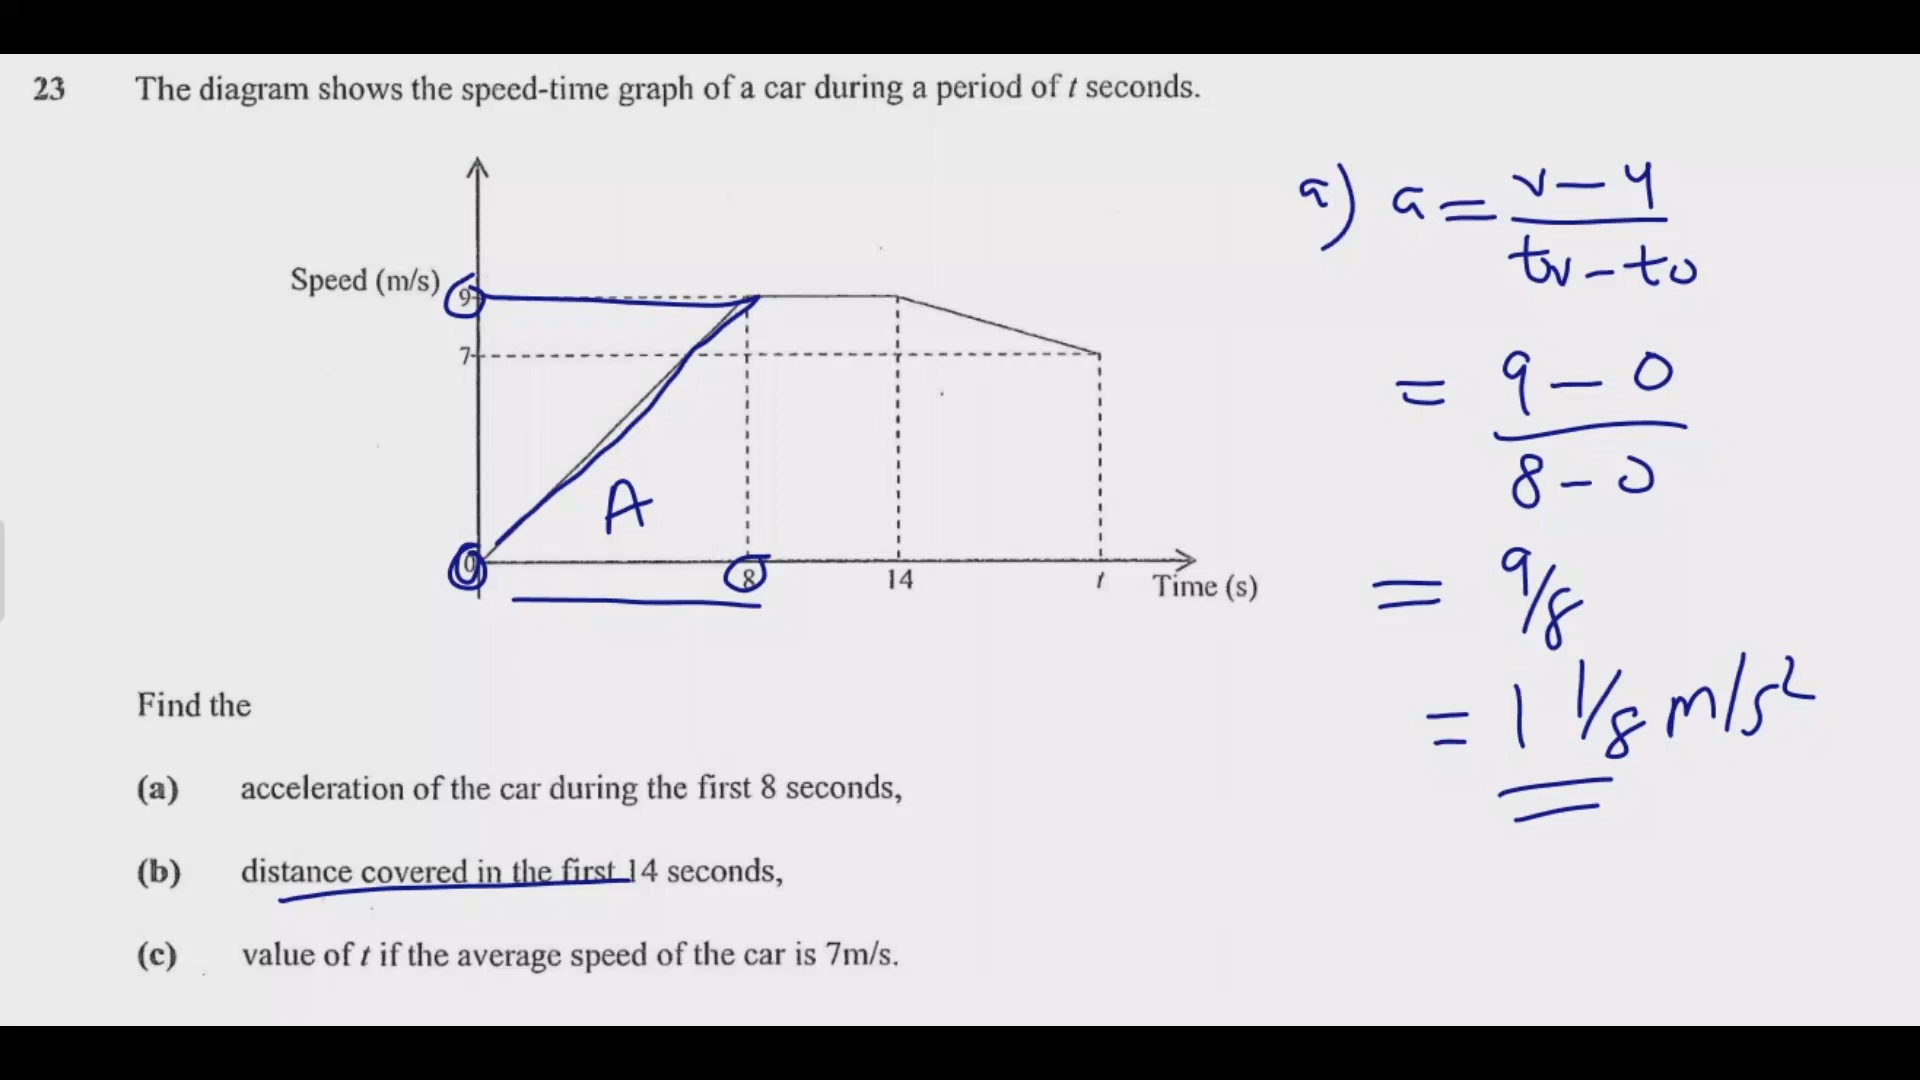 23 The diagram shows the speed-time graph of a car during a period of t seconds.
Speed (m/s)
9
7
0
8
14
t
Time (s)
A
a) a = v - u / tv - to
= 9 - 0 / 8 - 0
= 9/8
= 1 1/8 m/s²
Find the
(a) acceleration of the car during the first 8 seconds,
(b) distance covered in the first 14 seconds,
(c) value of t if the average speed of the car is 7m/s.